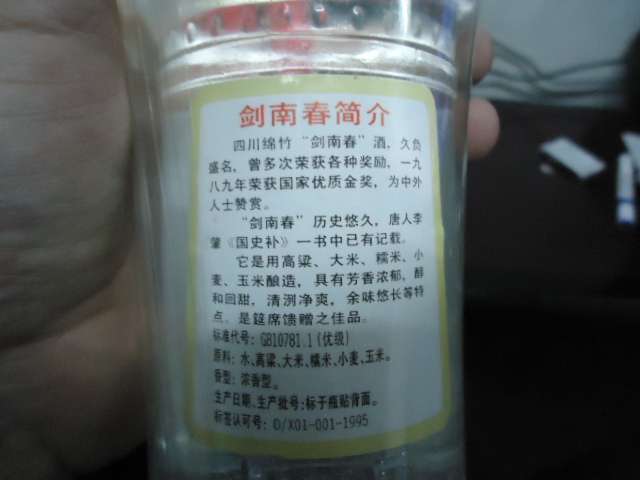 剑南春简介
四川绵竹“剑南春”酒，久负
盛名，曾多次荣获各种奖励，一九
八九年荣获国家优质金奖，为中外
人士赞赏。
“剑南春”历史悠久，唐人李
肇《国史补》一书中已有记载。
它是用高粱、大米、糯米、小
麦、玉米酿造，具有芳香浓郁，醇
和回甜，清洌净爽，余味悠长等特
点，是筵席馈赠之佳品。
标准代号：GB10781.1(优级)
原料：水、高粱、大米、糯米、小麦、玉米。
香型：浓香型。
生产日期、生产批号：标于瓶贴背面。
标签认可号：O/X01-001-1995